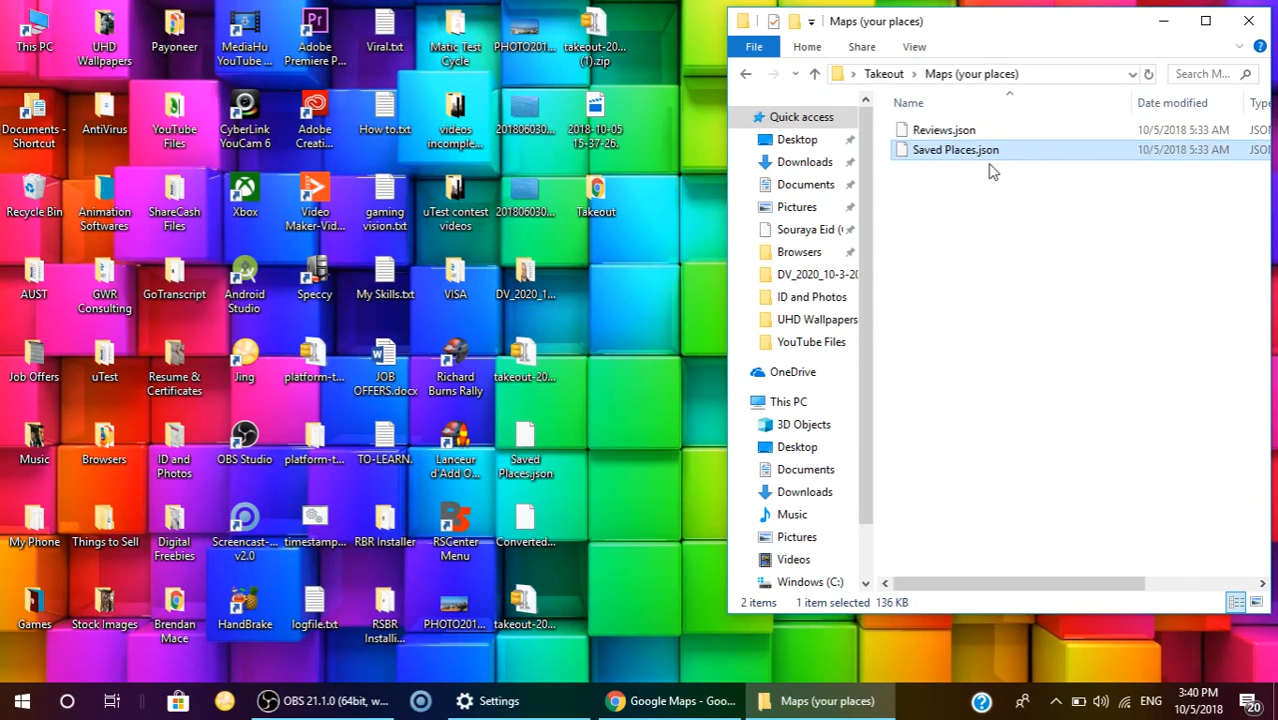 This PC
UHD
Wallpapers
Payoneer
MediaHu
YouTube ...
Adobe
Premiere P...
Viral.txt
Matic Test
Cycle
PHOTO201...
takeout-20...
(1).zip
Documents -
Shortcut
AntiVirus
YouTube
Files
CyberLink
YouCam 6
Adobe
Creati...
How to.txt
videos
incomple...
201806030...
2018-10-05
15-37-26.
Recycle Bin
Animation
Softwares
ShareCash
Files
Xbox
Video
Maker-Vid...
gaming
vision.txt
uTest contest
videos
201806030...
Takeout
AUST
GWR
Consulting
GoTranscript
Android
Studio
Speccy
My Skills.txt
VISA
DV_2020_1...
Job Offers
uTest
Resume &
Certificates
Jing
platform-t...
JOB
OFFERS.docx
Richard
Burns Rally
takeout-20...
Music
Browsers
ID and
Photos
OBS Studio
platform-t...
TO-LEARN.
Lanceur
d'Add O...
Saved
Places.json
My Phone
Things to Sell
Digital
Freebies
Screencast-...
v2.0
timestamp...
RBR Installer
RSCenter
Menu
Converted...
Games
Stock Images
Brendan
Mace
HandBrake
logfile.txt
RSBR
Installi...
PHOTO201...
takeout-20...
Maps (your places)
File
Home
Share
View
Takeout
Maps (your places)
Search M...
Name
Date modified
Type
Reviews.json
10/5/2018 5:33 AM
JSO
Saved Places.json
10/5/2018 5:33 AM
JSO
Quick access
Desktop
Downloads
Documents
Pictures
Souraya Eid (
Browsers
DV_2020_10-3-20
ID and Photos
UHD Wallpapers
YouTube Files
OneDrive
This PC
3D Objects
Desktop
Documents
Downloads
Music
Pictures
Videos
Windows (C:)
2 items
1 item selected 136 KB
OBS 21.1.0 (64bit, w...
Settings
Google Maps - Goo...
Maps (your places)
ENG
3:40 PM
10/5/2018
20